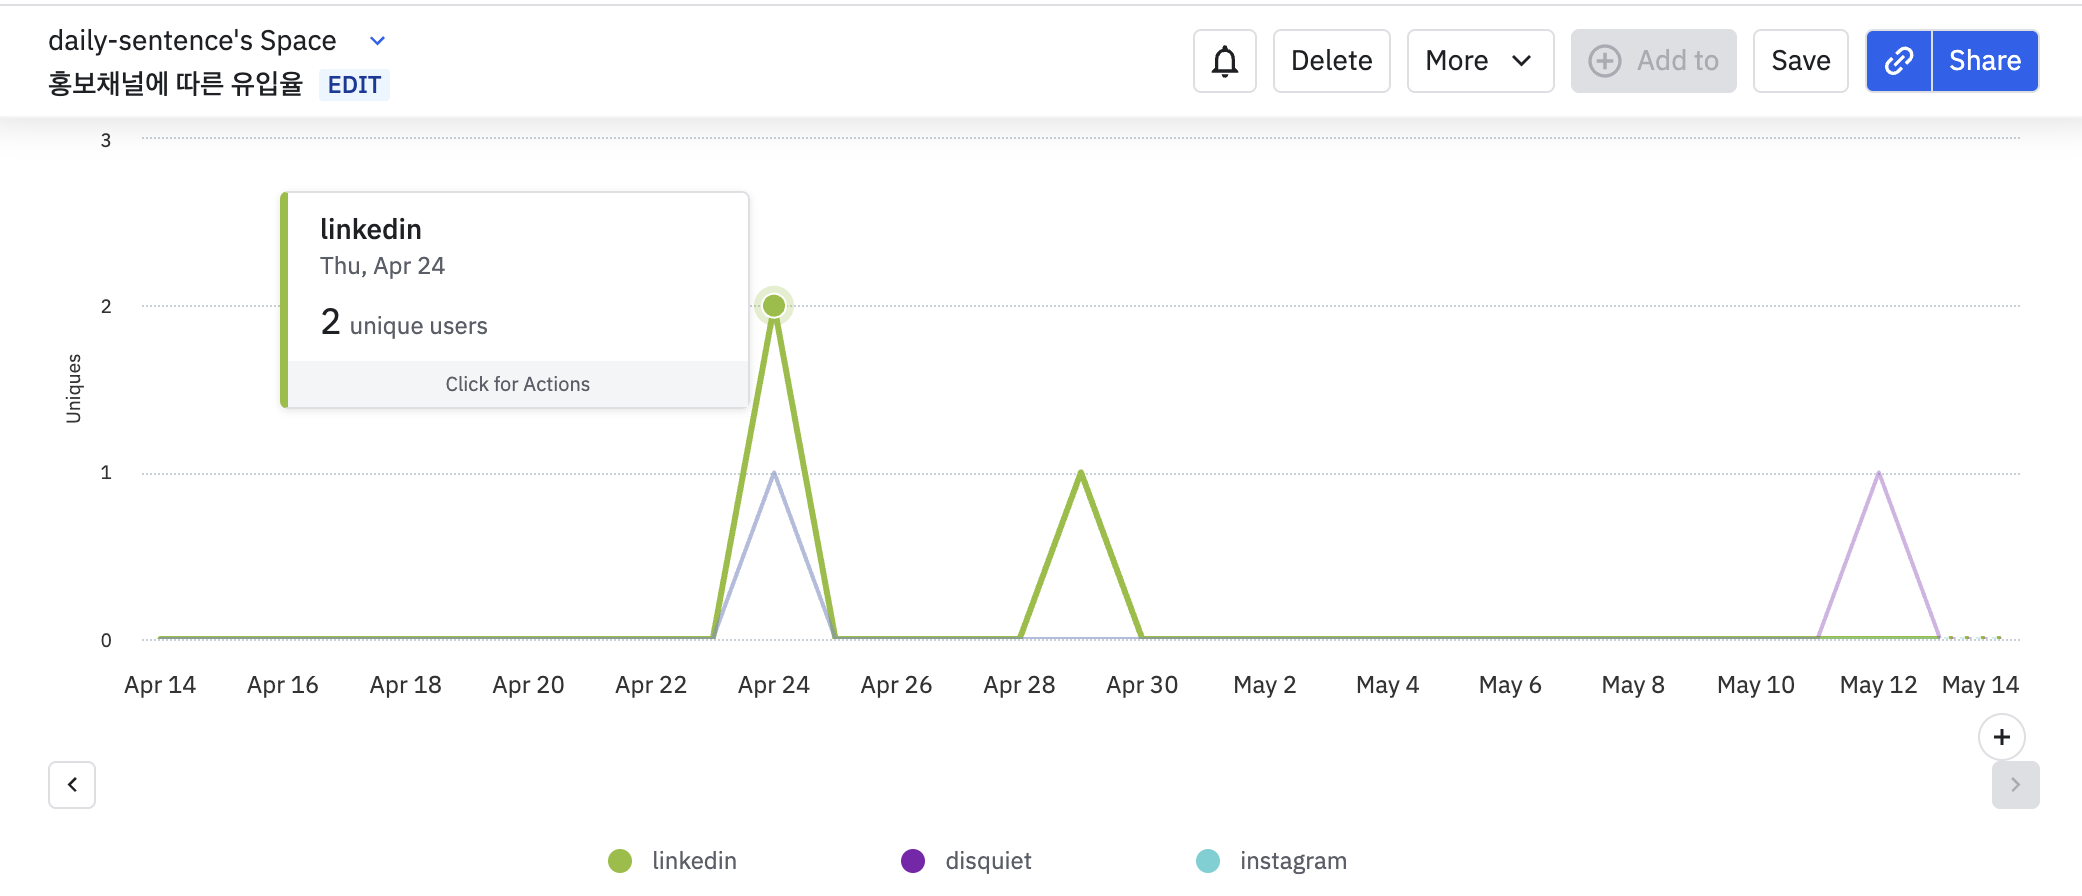 daily-sentence's Space
홍보채널에 따른 유입율 EDIT
Delete More Add to Save Share
3
linkedin
Thu, Apr 24
2 unique users
Click for Actions
2
Uniques
1
0
Apr 14 Apr 16 Apr 18 Apr 20 Apr 22 Apr 24 Apr 26 Apr 28 Apr 30 May 2 May 4 May 6 May 8 May 10 May 12 May 14
linkedin disquiet instagram